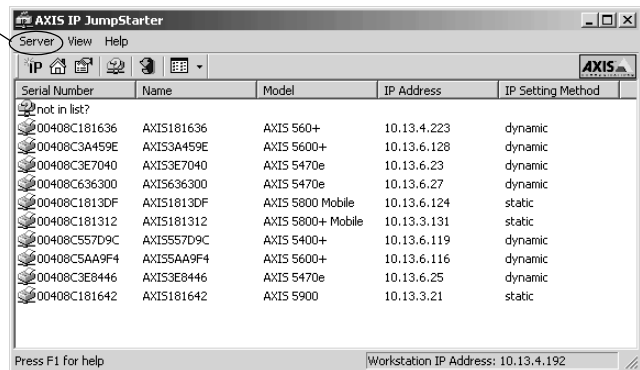 AXIS IP JumpStarter
Server View Help
IP AXIS
Serial Number Name Model IP Address IP Setting Method
not in list?
00408C181636 AXIS181636 AXIS 560+ 10.13.4.223 dynamic
00408C3A459E AXIS3A459E AXIS 5600+ 10.13.6.128 dynamic
00408C3E7040 AXIS3E7040 AXIS 5470e 10.13.6.23 dynamic
00408C636300 AXIS636300 AXIS 5470e 10.13.6.27 dynamic
00408C1813DF AXIS1813DF AXIS 5800 Mobile 10.13.6.124 static
00408C181312 AXIS181312 AXIS 5800+ Mobile 10.13.3.131 static
00408C557D9C AXIS557D9C AXIS 5400+ 10.13.6.119 dynamic
00408C5AA9F4 AXIS5AA9F4 AXIS 5600+ 10.13.6.116 dynamic
00408C3E8446 AXIS3E8446 AXIS 5470e 10.13.6.25 dynamic
00408C181642 AXIS181642 AXIS 5900 10.13.3.21 static
Press F1 for help Workstation IP Address: 10.13.4.192